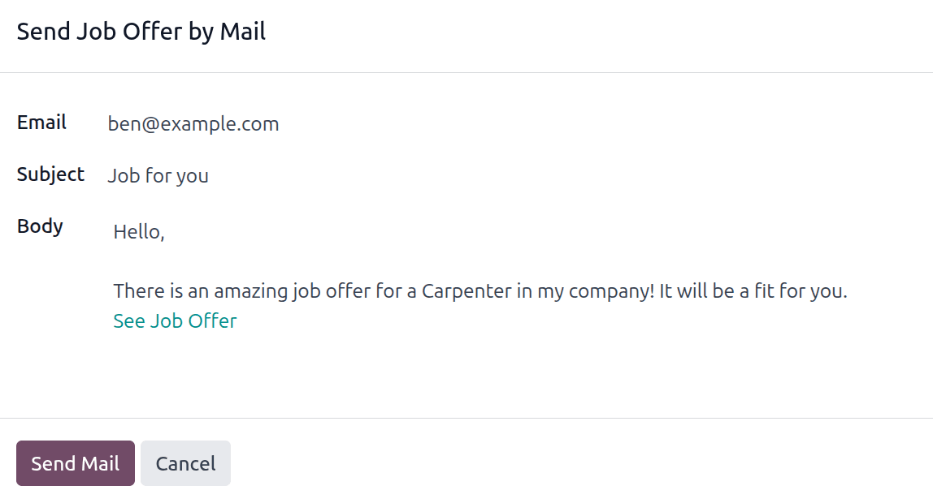 Send Job Offer by Mail
Email ben@example.com
Subject Job for you
Body Hello,
There is an amazing job offer for a Carpenter in my company! It will be a fit for you.
See Job Offer
Send Mail Cancel